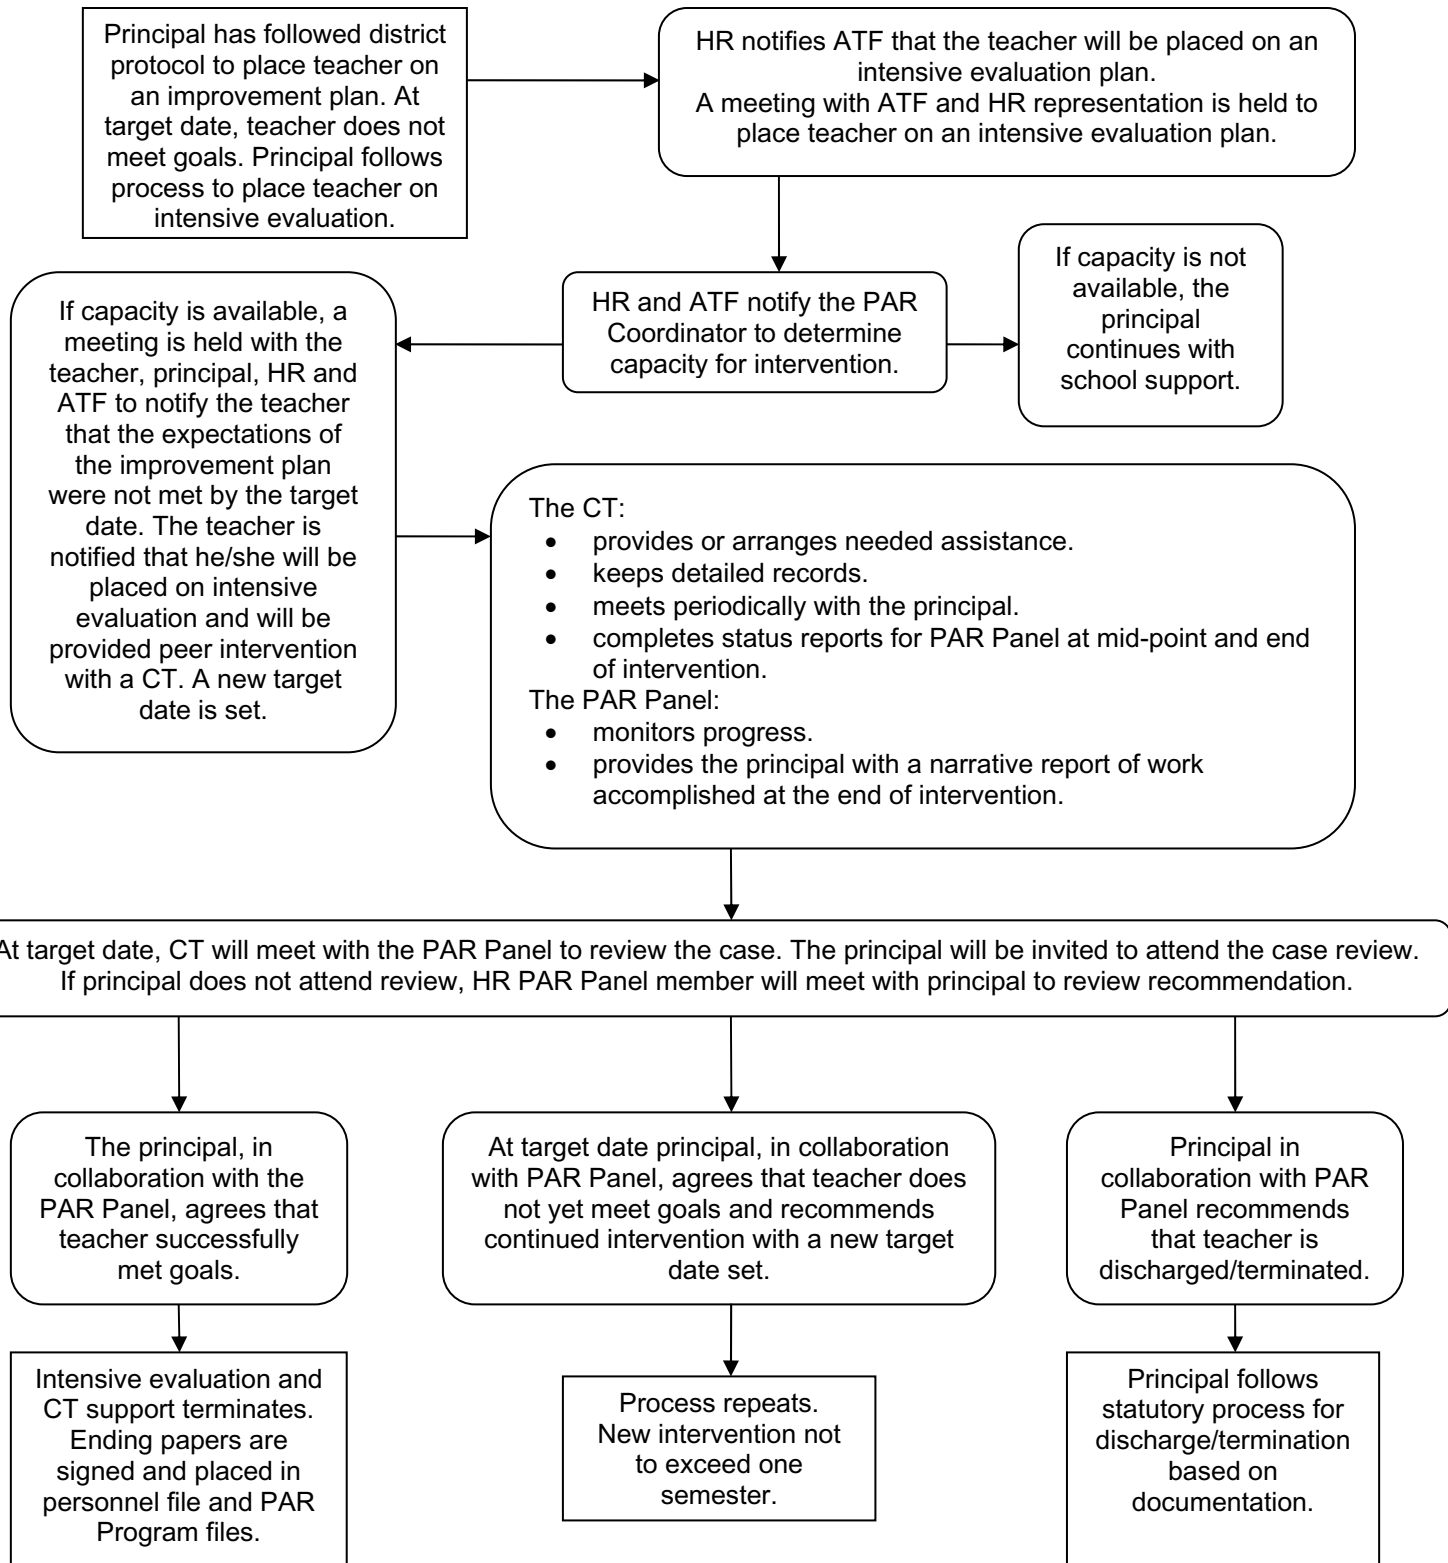 Principal has followed district
protocol to place teacher on
an improvement plan. At
target date, teacher does not
meet goals. Principal follows
process to place teacher on
intensive evaluation.
HR notifies ATF that the teacher will be placed on an
intensive evaluation plan.
A meeting with ATF and HR representation is held to
place teacher on an intensive evaluation plan.
HR and ATF notify the PAR
Coordinator to determine
capacity for intervention.
If capacity is not
available, the
principal
continues with
school support.
If capacity is available, a
meeting is held with the
teacher, principal, HR and
ATF to notify the teacher
that the expectations of
the improvement plan
were not met by the target
date. The teacher is
notified that he/she will be
placed on intensive
evaluation and will be
provided peer intervention
with a CT. A new target
date is set.
The CT:
• provides or arranges needed assistance.
• keeps detailed records.
• meets periodically with the principal.
• completes status reports for PAR Panel at mid-point and end
of intervention.
The PAR Panel:
• monitors progress.
• provides the principal with a narrative report of work
accomplished at the end of intervention.
At target date, CT will meet with the PAR Panel to review the case. The principal will be invited to attend the case review.
If principal does not attend review, HR PAR Panel member will meet with principal to review recommendation.
The principal, in
collaboration with the
PAR Panel, agrees that
teacher successfully
met goals.
At target date principal, in collaboration
with PAR Panel, agrees that teacher does
not yet meet goals and recommends
continued intervention with a new target
date set.
Principal in
collaboration with PAR
Panel recommends
that teacher is
discharged/terminated.
Intensive evaluation and
CT support terminates.
Ending papers are
signed and placed in
personnel file and PAR
Program files.
Process repeats.
New intervention not
to exceed one
semester.
Principal follows
statutory process for
discharge/termination
based on
documentation.